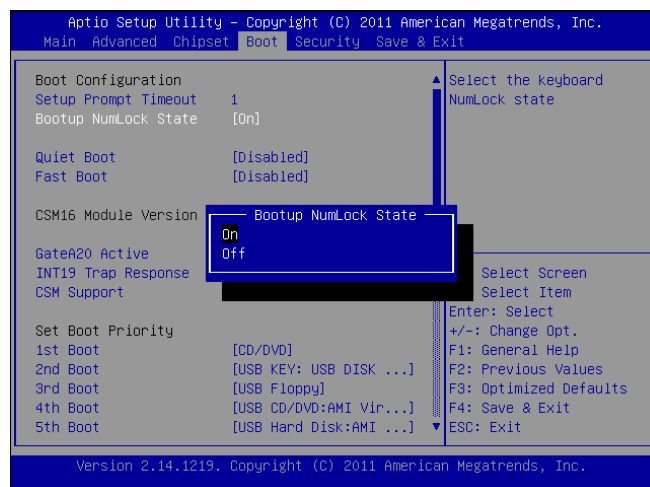 Aptio Setup Utility – Copyright (C) 2011 American Megatrends, Inc.
Main Advanced Chipset Boot Security Save & Exit
Boot Configuration
Setup Prompt Timeout 1
Bootup NumLock State [On]
Quiet Boot [Disabled]
Fast Boot [Disabled]
CSM16 Module Version
GateA20 Active
INT19 Trap Response
CSM Support
Bootup NumLock State
On
Off
Set Boot Priority
1st Boot [CD/DVD]
2nd Boot [USB KEY: USB DISK ...]
3rd Boot [USB Floppy]
4th Boot [USB CD/DVD:AMI Vir...]
5th Boot [USB Hard Disk:AMI ...]
Select the keyboard
NumLock state
Select Screen
Select Item
Enter: Select
+/-: Change Opt.
F1: General Help
F2: Previous Values
F3: Optimized Defaults
F4: Save & Exit
ESC: Exit
Version 2.14.1219. Copyright (C) 2011 American Megatrends, Inc.